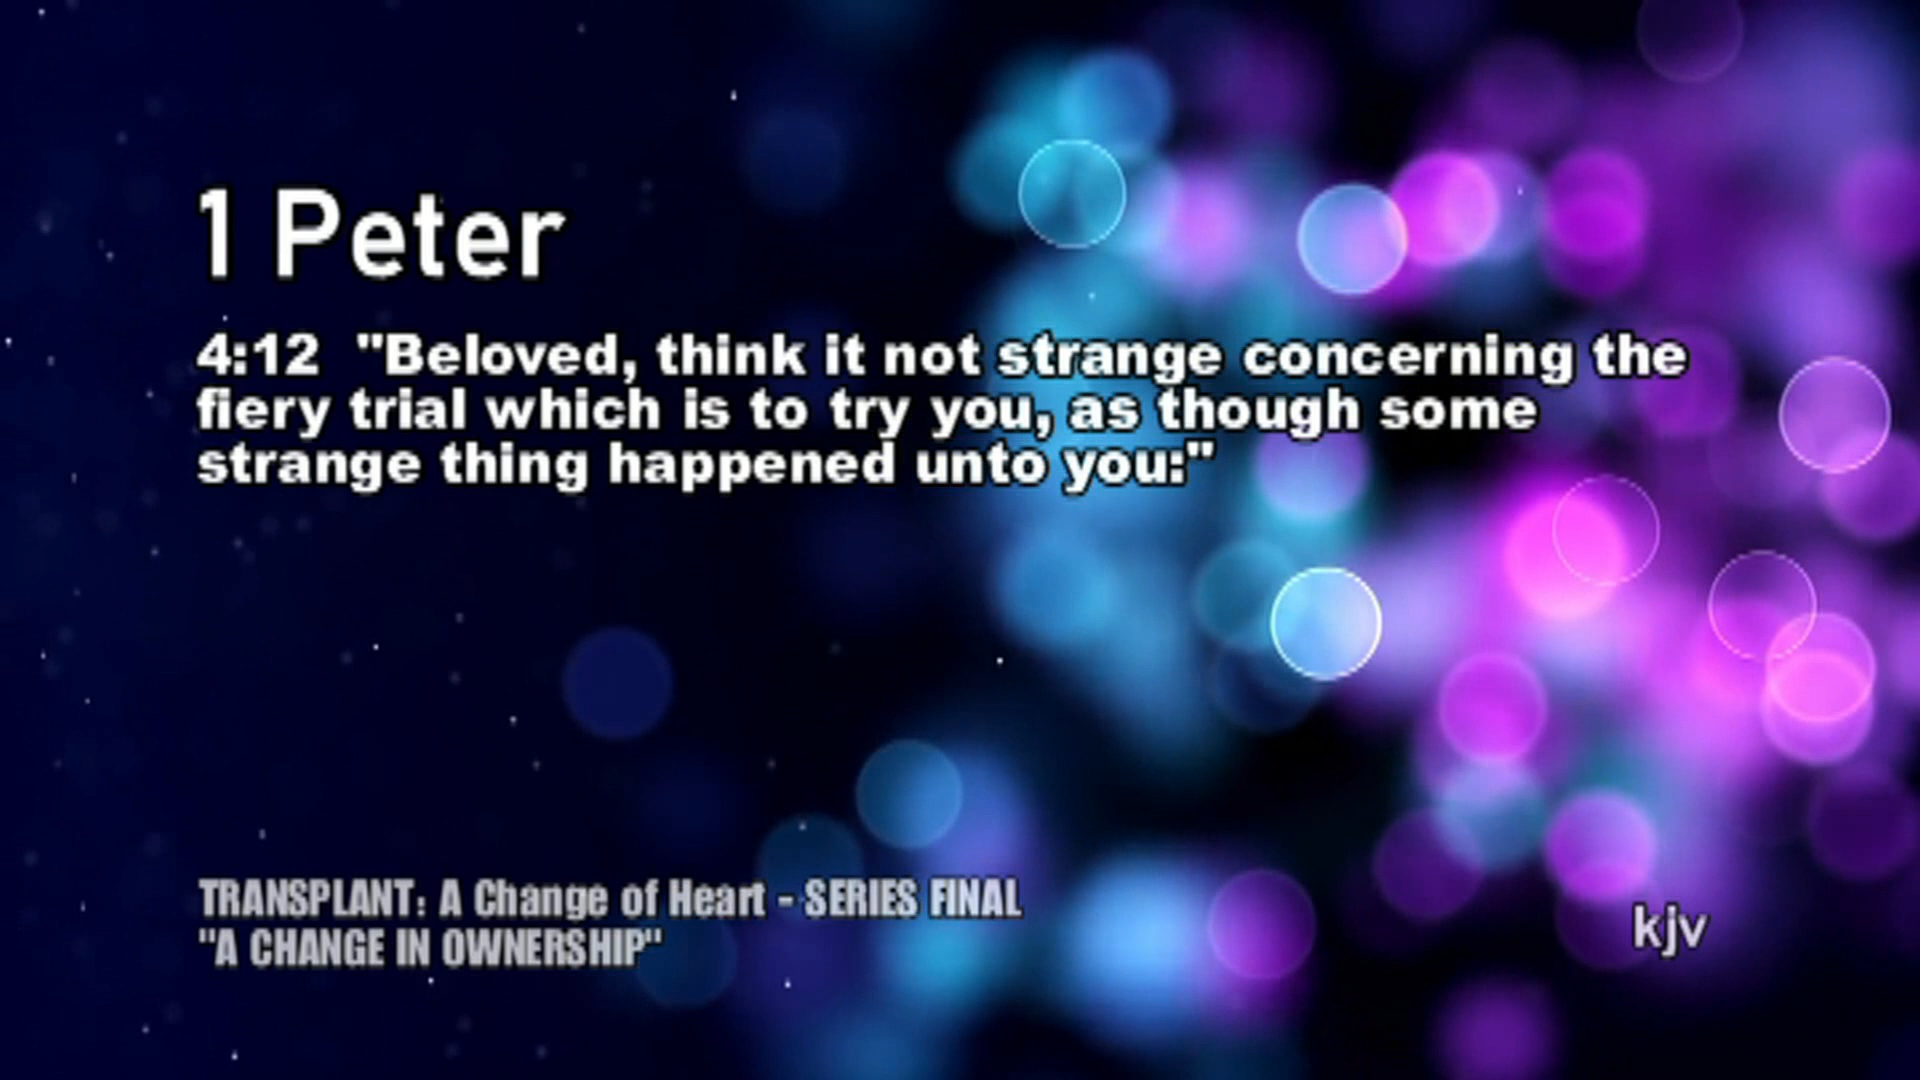 1 Peter
4:12 "Beloved, think it not strange concerning the
fiery trial which is to try you, as though some
strange thing happened unto you:"
TRANSPLANT: A Change of Heart - SERIES FINAL
"A CHANGE IN OWNERSHIP"
kjv